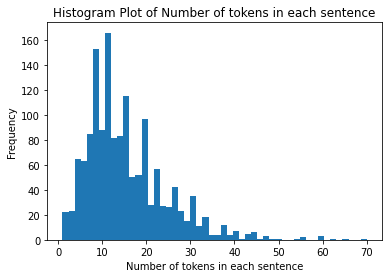 Histogram Plot of Number of tokens in each sentence
160
140
120
100
80
60
40
20
0
Frequency
0 10 20 30 40 50 60 70
Number of tokens in each sentence